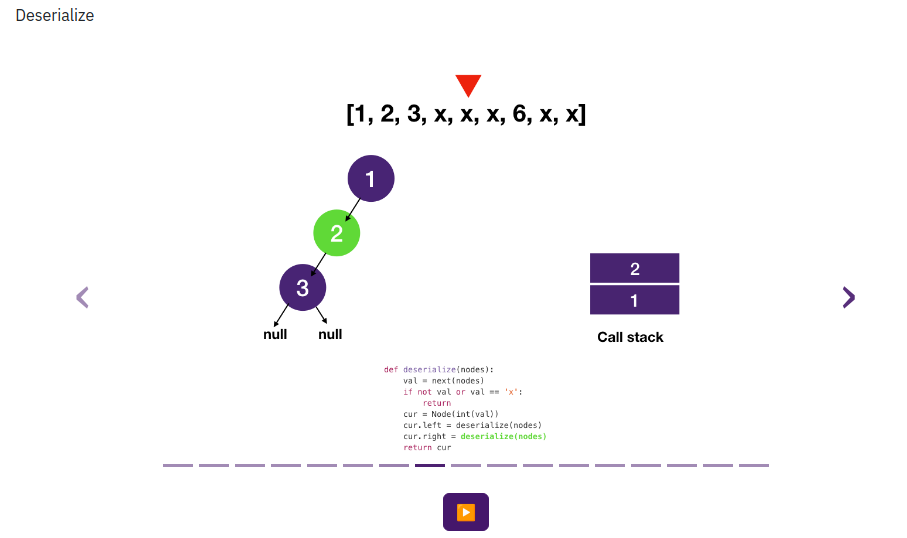 Deserialize
[1, 2, 3, x, x, x, 6, x, x]
1
2
3
null null
2
1
Call stack
def deserialize(nodes):
    val = next(nodes)
    if not val or val == 'x':
        return
    cur = Node(int(val))
    cur.left = deserialize(nodes)
    cur.right = deserialize(nodes)
    return cur